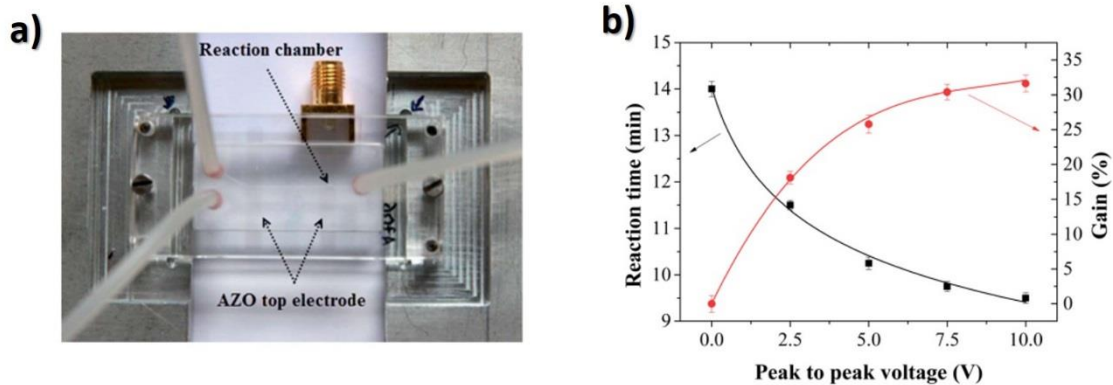 a)
Reaction chamber
AZO top electrode
b)
Reaction time (min)
15
14
13
12
11
10
9
35
30
25
20
15
10
5
0
Gain (%)
0.0 2.5 5.0 7.5 10.0
Peak to peak voltage (V)